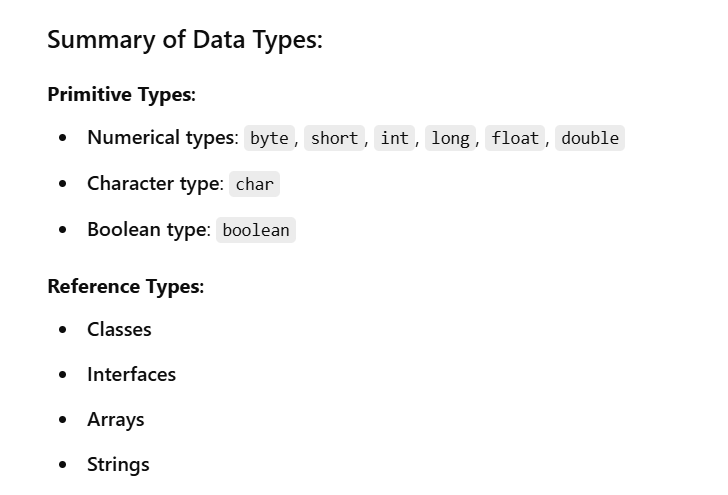 Summary of Data Types:
Primitive Types:
• Numerical types: byte, short, int, long, float, double
• Character type: char
• Boolean type: boolean
Reference Types:
• Classes
• Interfaces
• Arrays
• Strings